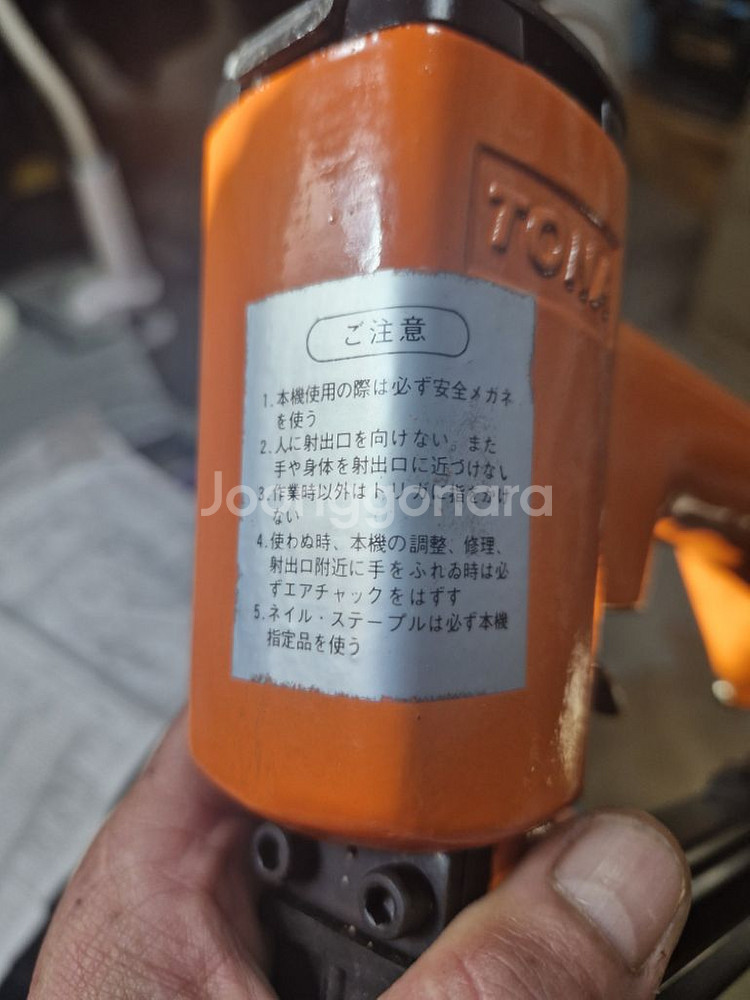 TONA
ご注意
1.本機使用の際は必ず安全メガネ
を使う
2.人に射出口を向けない。また
手や身体を射出口に近づけない
3.作業時以外はトリガに指をかけ
ない
4.使わぬ時、本機の調整、修理、
射出口附近に手をふれゐ時は必
ずエアチャックをはずす
5.ネイル・ステープルは必ず本機
指定品を使う
Joonggonara